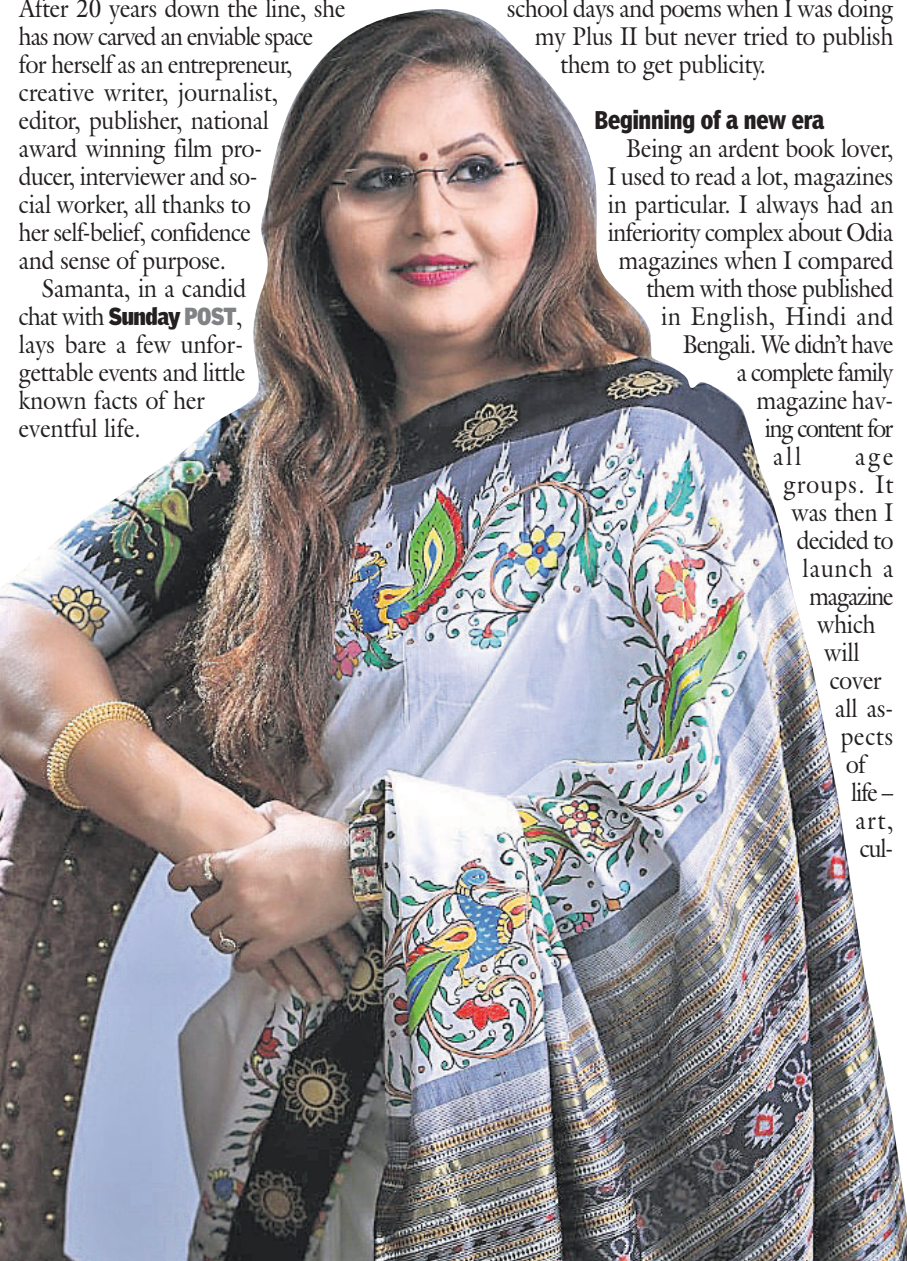 After 20 years down the line, she
has now carved an enviable space
for herself as an entrepreneur,
creative writer, journalist,
editor, publisher, national
award winning film pro-
ducer, interviewer and so-
cial worker, all thanks to
her self-belief, confidence
and sense of purpose.
Samanta, in a candid
chat with Sunday POST,
lays bare a few unfor-
gettable events and little
known facts of her
eventful life.
school days and poems when I was doing
my Plus II but never tried to publish
them to get publicity.
Beginning of a new era
Being an ardent book lover,
I used to read a lot, magazines
in particular. I always had an
inferiority complex about Odia
magazines when I compared
them with those published
in English, Hindi and
Bengali. We didn't have
a complete family
magazine hav-
ing content for
all age
groups. It
was then I
decided to
launch a
magazine
which
will
cover
all as-
pects
of
life –
art,
cul-